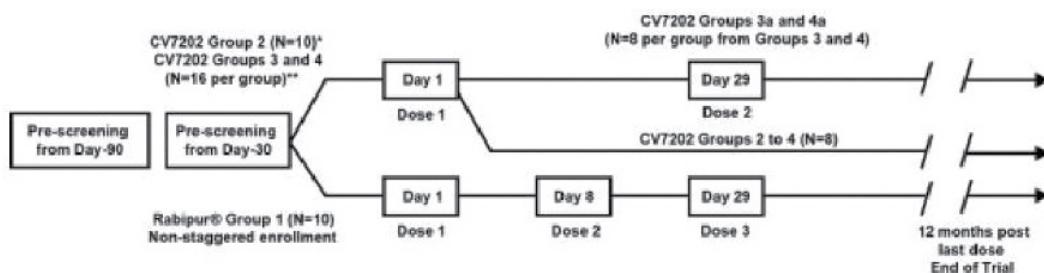 CV7202 Group 2 (N=10)*
CV7202 Groups 3 and 4
(N=16 per group)**
CV7202 Groups 3a and 4a
(N=8 per group from Groups 3 and 4)
Day 1
Dose 1
Day 29
Dose 2
Pre-screening
from Day-90
Pre-screening
from Day-30
CV7202 Groups 2 to 4 (N=8)
Rabipur® Group 1 (N=10)
Non-staggered enrollment
Day 1
Dose 1
Day 8
Dose 2
Day 29
Dose 3
12 months post
last dose
End of Trial